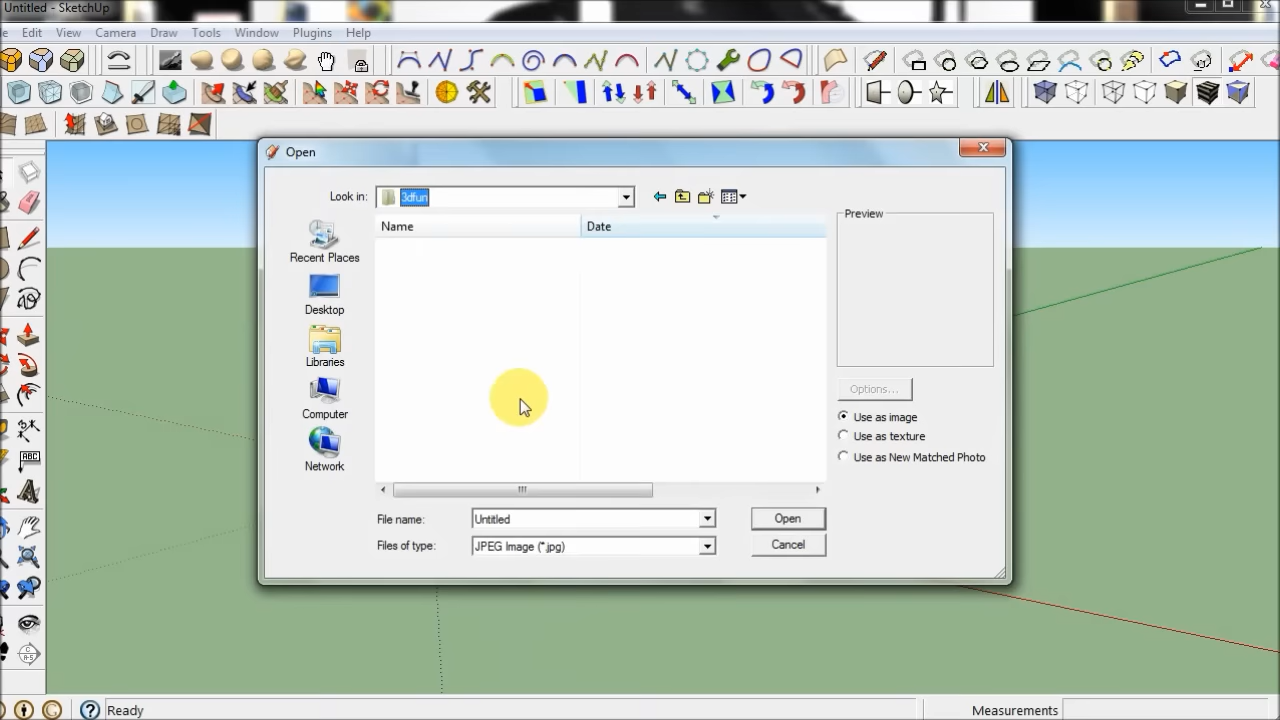 Untitled - SketchUp
Edit View Camera Draw Tools Window Plugins Help
Open
Look in: 3dfun
Name Date
Preview
Recent Places
Desktop
Libraries
Computer
Network
Options...
Use as image
Use as texture
Use as New Matched Photo
File name: Untitled Open
Files of type: JPEG Image (*.jpg) Cancel
ABC
Ready Measurements